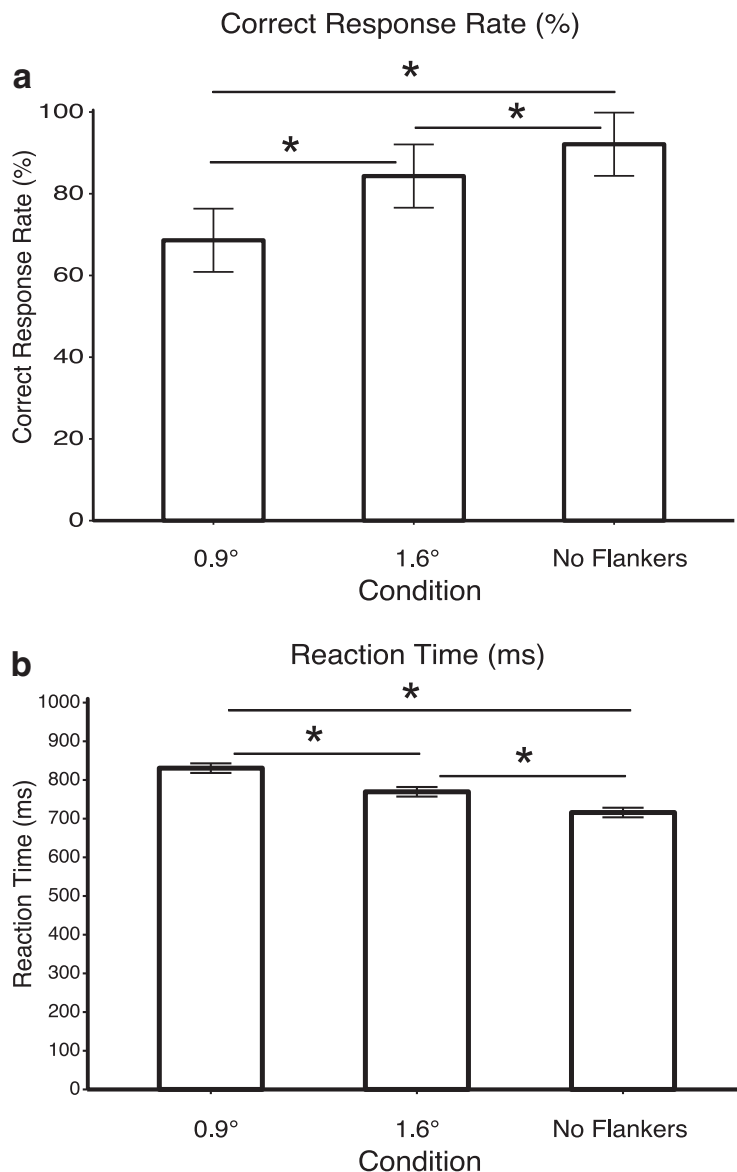 Correct Response Rate (%)
a
*
*
*
100
80
60
40
20
0
Correct Response Rate (%)
0.9° 1.6° No Flankers
Condition
b Reaction Time (ms)
*
*
*
1000
900
800
700
600
500
400
300
200
100
0
Reaction Time (ms)
0.9° 1.6° No Flankers
Condition